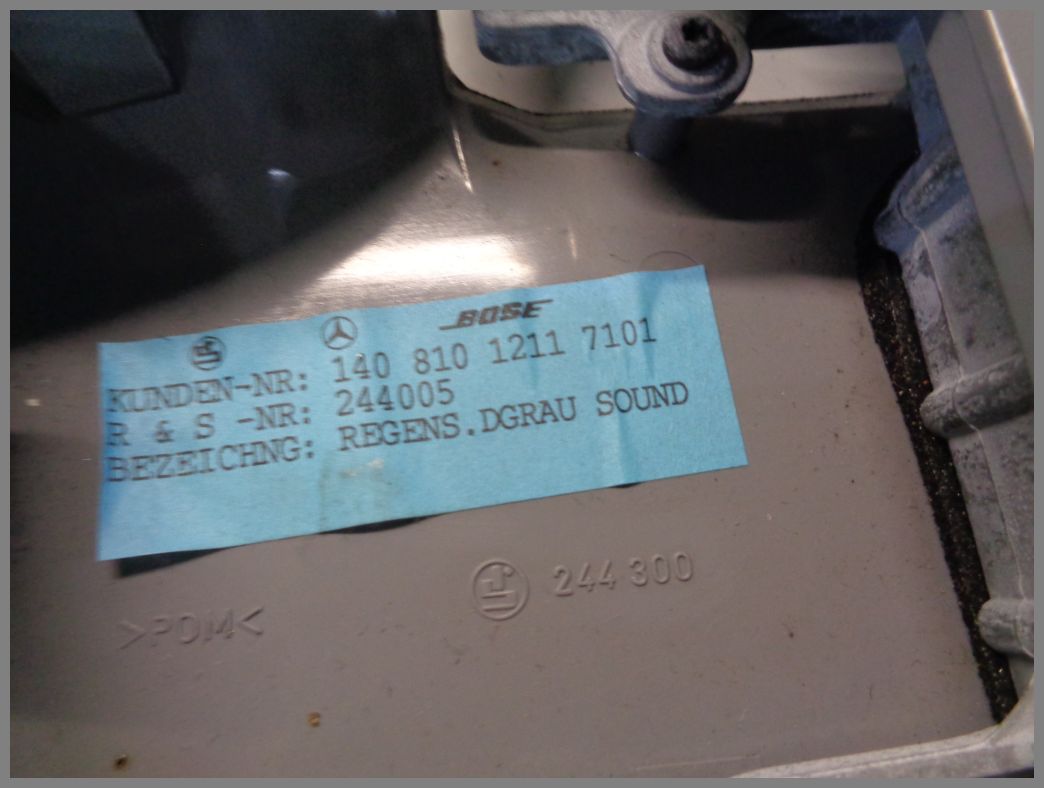 BOSE
KUNDEN-NR: 140 810 1211 7101
R & S -NR: 244005
BEZEICHNG: REGENS.DGRAU SOUND
244 300
>POM<